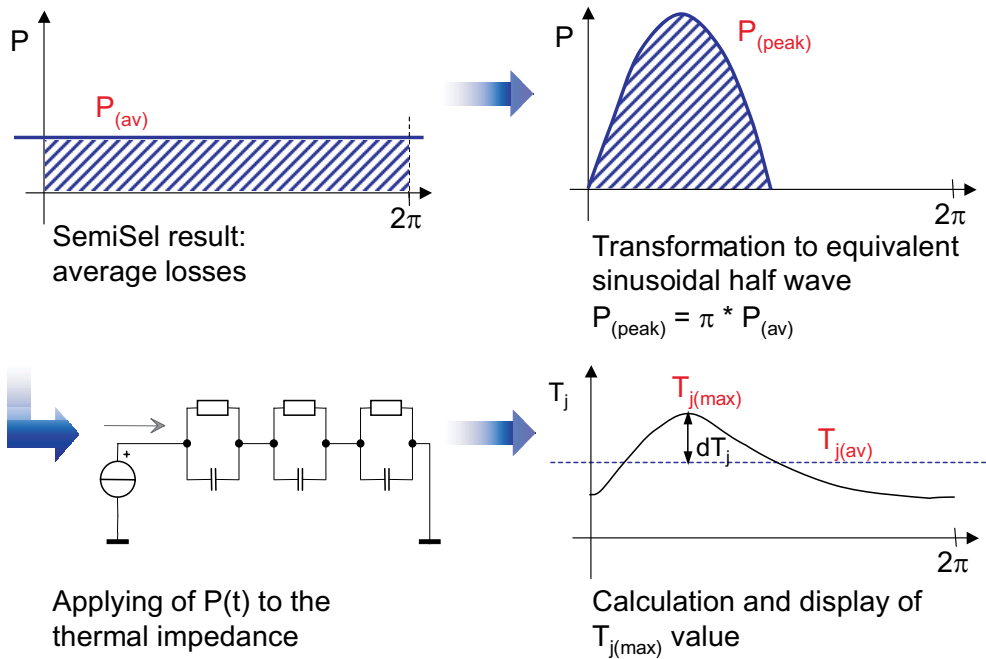 P
P(av)
2π
SemiSel result:
average losses
P
P(peak)
2π
Transformation to equivalent
sinusoidal half wave
P(peak) = π * P(av)
+
Applying of P(t) to the
thermal impedance
Tj
Tj(max)
dTj
Tj(av)
2π
Calculation and display of
Tj(max) value